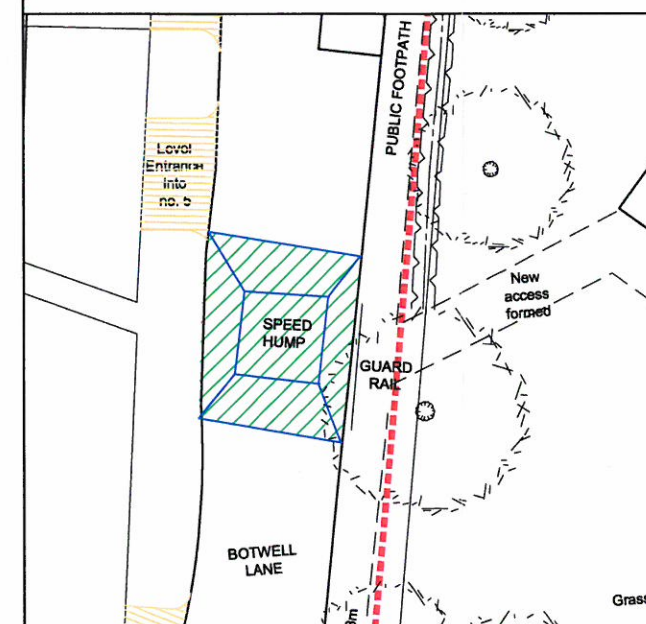 PUBLIC FOOTPATH
Level
Entrance
into
no. 5
New
access
formed
SPEED
HUMP
GUARD
RAIL
BOTWELL
LANE
Grass